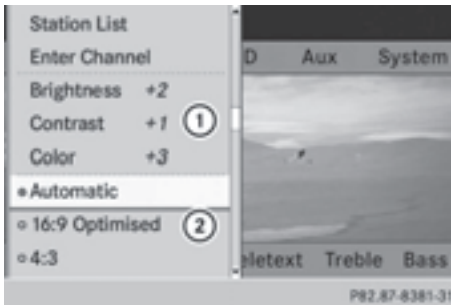 Station List
Enter Channel
D Aux System
Brightness +2
Contrast +1 1
Color +3
Automatic
16:9 Optimised 2
4:3
eletext Treble Bass
P82.87-8381-31